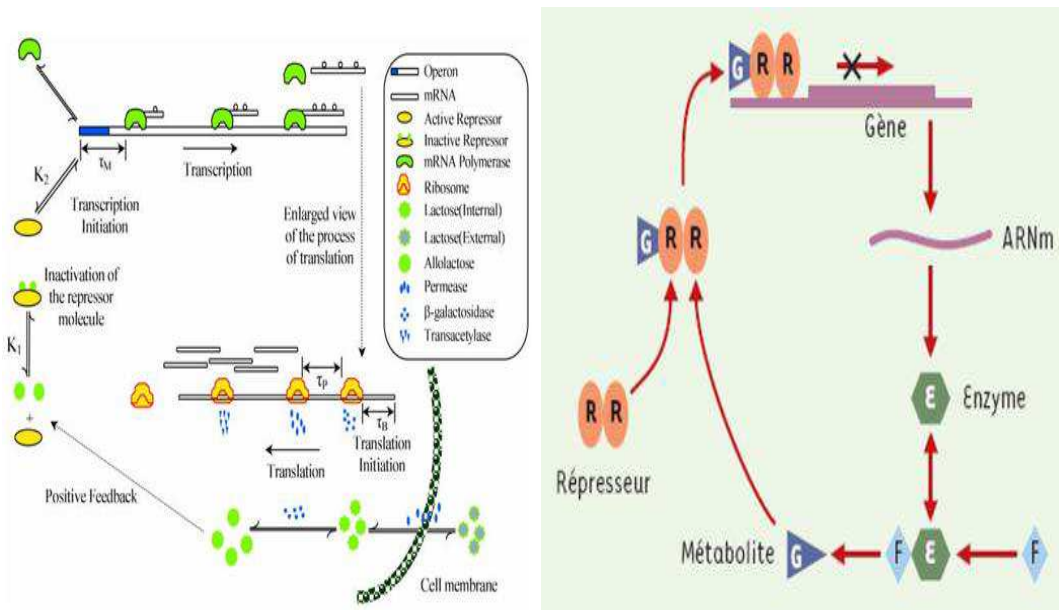 Operon
mRNA
Active Repressor
Inactive Repressor
mRNA Polymerase
Ribosome
Lactose(Internal)
Lactose(External)
Allolactose
Permease
β-galactosidase
Transacetylase
τM
Transcription
K2
Transcription
Initiation
Enlarged view
of the process
of translation
Inactivation of
the repressor
molecule
K1
+
τP
τB
Translation
Initiation
Translation
Positive Feedback
Cell membrane
G R R
Gène
G R R
ARNm
R R
Répresseur
ε Enzyme
Métabolite G
F ε
F